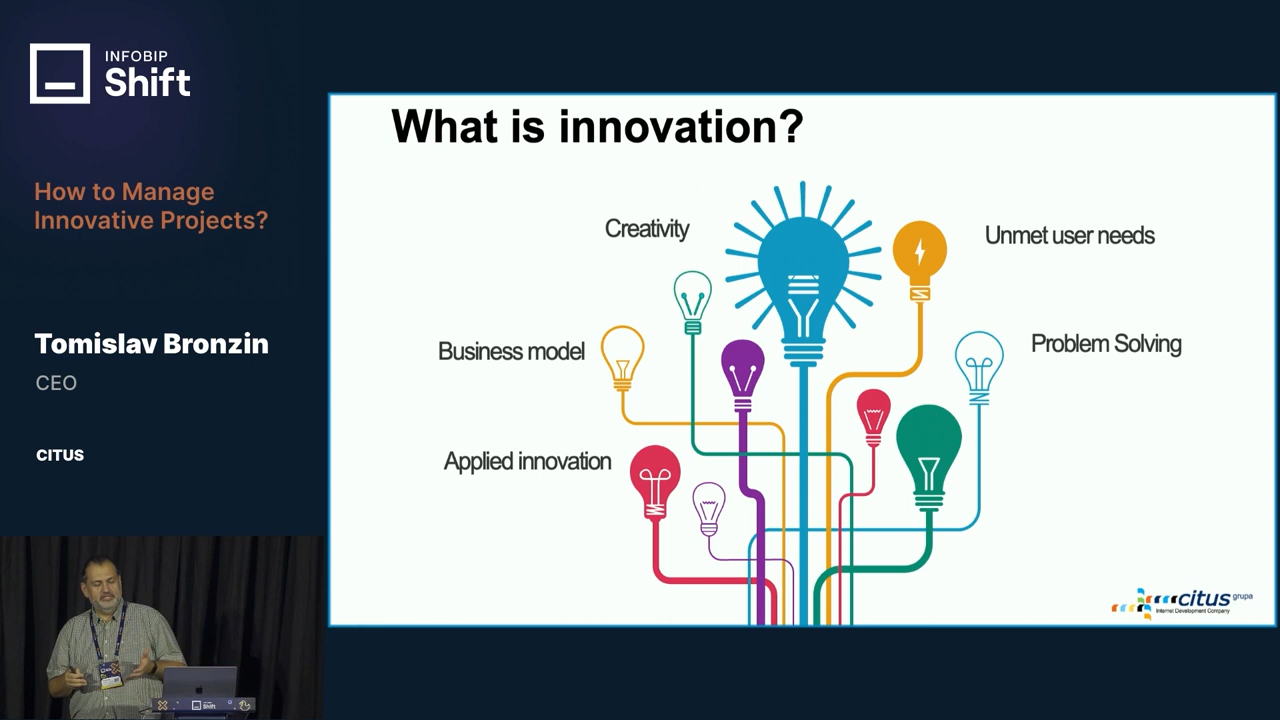 INFOBIP
Shift
How to Manage
Innovative Projects?
Tomislav Bronzin
CEO
CITUS
What is innovation?
Creativity
Unmet user needs
Business model
Problem Solving
Applied innovation
citus grupa
Internet Development Company
Shift